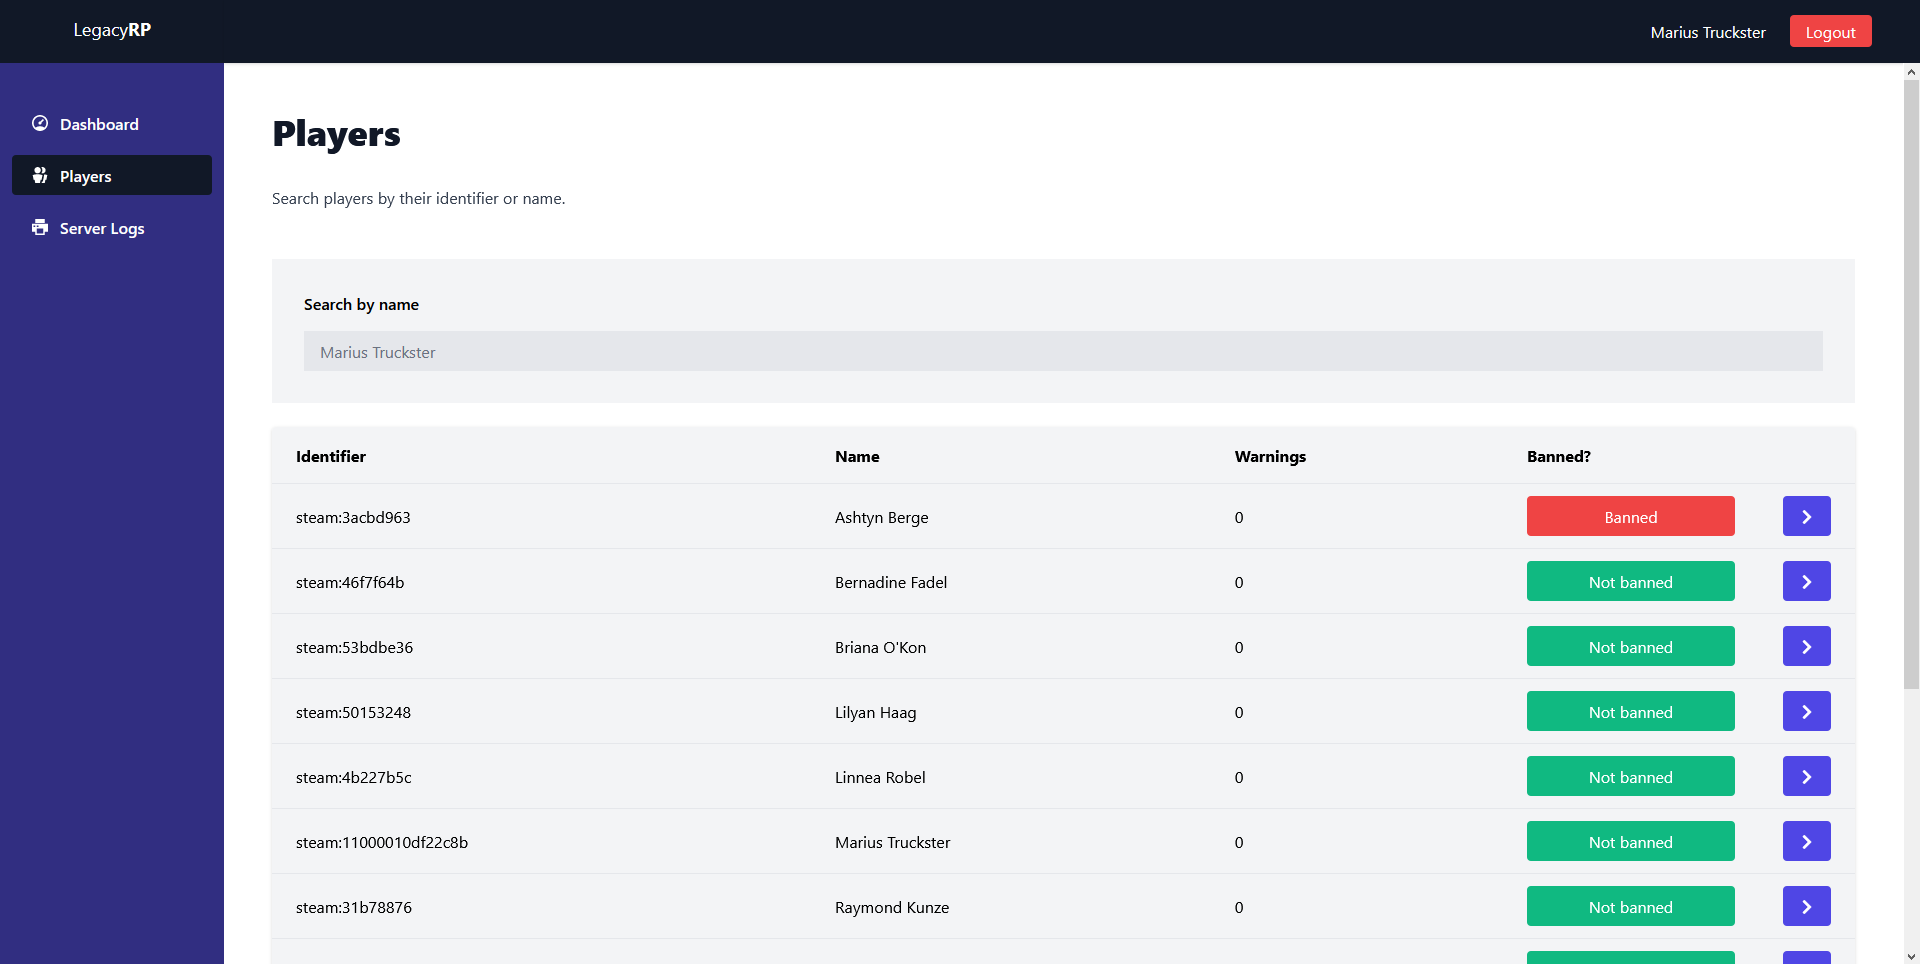 LegacyRP
Marius Truckster
Logout
Dashboard
Players
Server Logs
Players
Search players by their identifier or name.
Search by name
Marius Truckster
Identifier Name Warnings Banned?
steam:3acbd963 Ashtyn Berge 0 Banned
steam:46f7f64b Bernadine Fadel 0 Not banned
steam:53bdbe36 Briana O'Kon 0 Not banned
steam:50153248 Lilyan Haag 0 Not banned
steam:4b227b5c Linnea Robel 0 Not banned
steam:11000010df22c8b Marius Truckster 0 Not banned
steam:31b78876 Raymond Kunze 0 Not banned